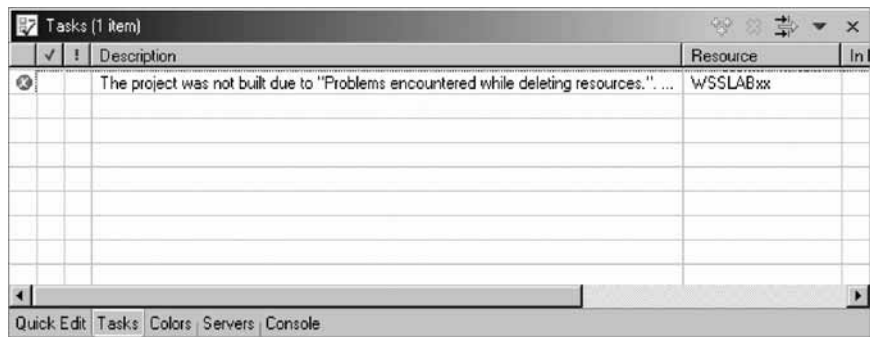 Tasks (1 item)
! Description Resource In
The project was not built due to "Problems encountered while deleting resources.". ... WSSLABxx
Quick Edit Tasks Colors Servers Console